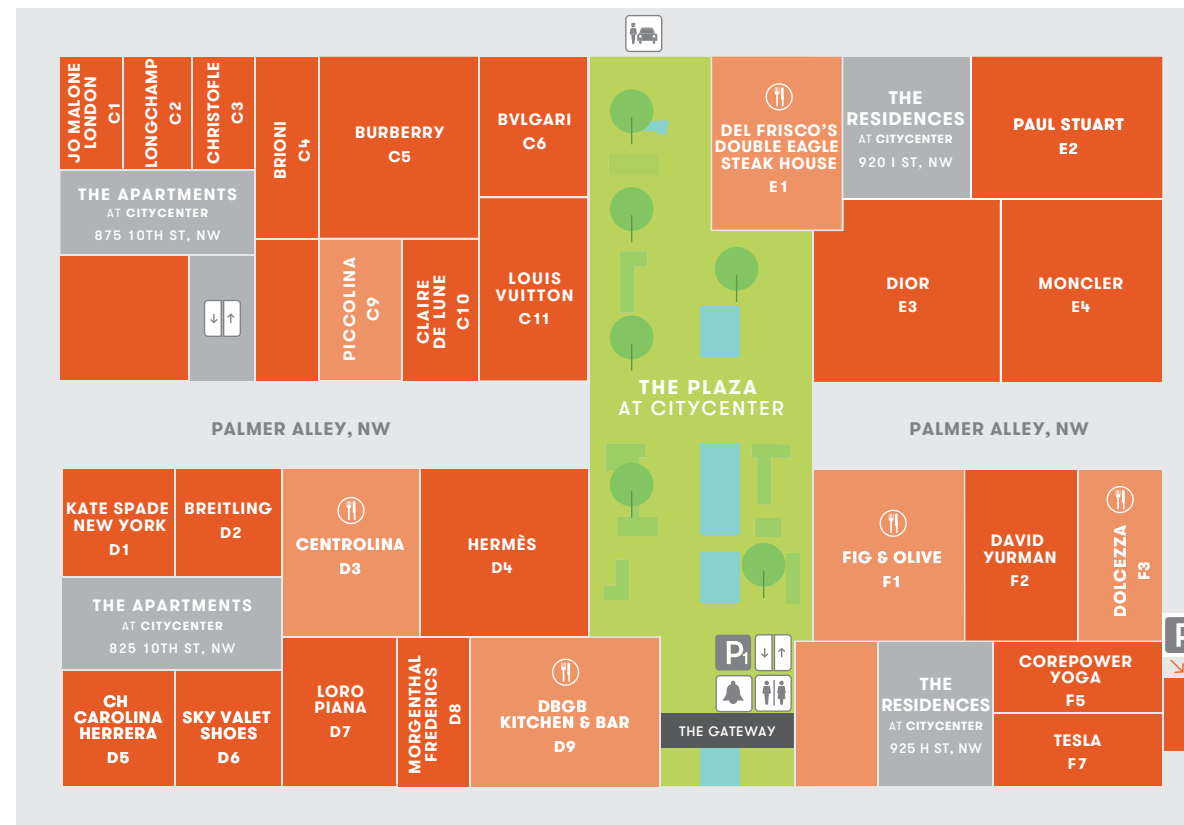 JO MALONE
LONDON
C1
LONGCHAMP
C2
CHRISTOFLE
C3
BRIONI
C4
BURBERRY
C5
BVLGARI
C6
DEL FRISCO'S
DOUBLE EAGLE
STEAK HOUSE
E1
THE
RESIDENCES
AT CITYCENTER
920 I ST, NW
PAUL STUART
E2
THE APARTMENTS
AT CITYCENTER
875 10TH ST, NW
PICCOLINA
C9
CLAIRE
DE LUNE
C10
LOUIS
VUITTON
C11
DIOR
E3
MONCLER
E4
THE PLAZA
AT CITYCENTER
PALMER ALLEY, NW
PALMER ALLEY, NW
KATE SPADE
NEW YORK
D1
BREITLING
D2
CENTROLINA
D3
HERMÈS
D4
FIG & OLIVE
F1
DAVID
YURMAN
F2
DOLCEZZA
F3
THE APARTMENTS
AT CITYCENTER
825 10TH ST, NW
CH
CAROLINA
HERRERA
D5
SKY VALET
SHOES
D6
LORO
PIANA
D7
MORGENTHAL
FREDERICS
D8
DBGB
KITCHEN & BAR
D9
P1
THE GATEWAY
THE
RESIDENCES
AT CITYCENTER
925 H ST, NW
COREPOWER
YOGA
F5
TESLA
F7
P